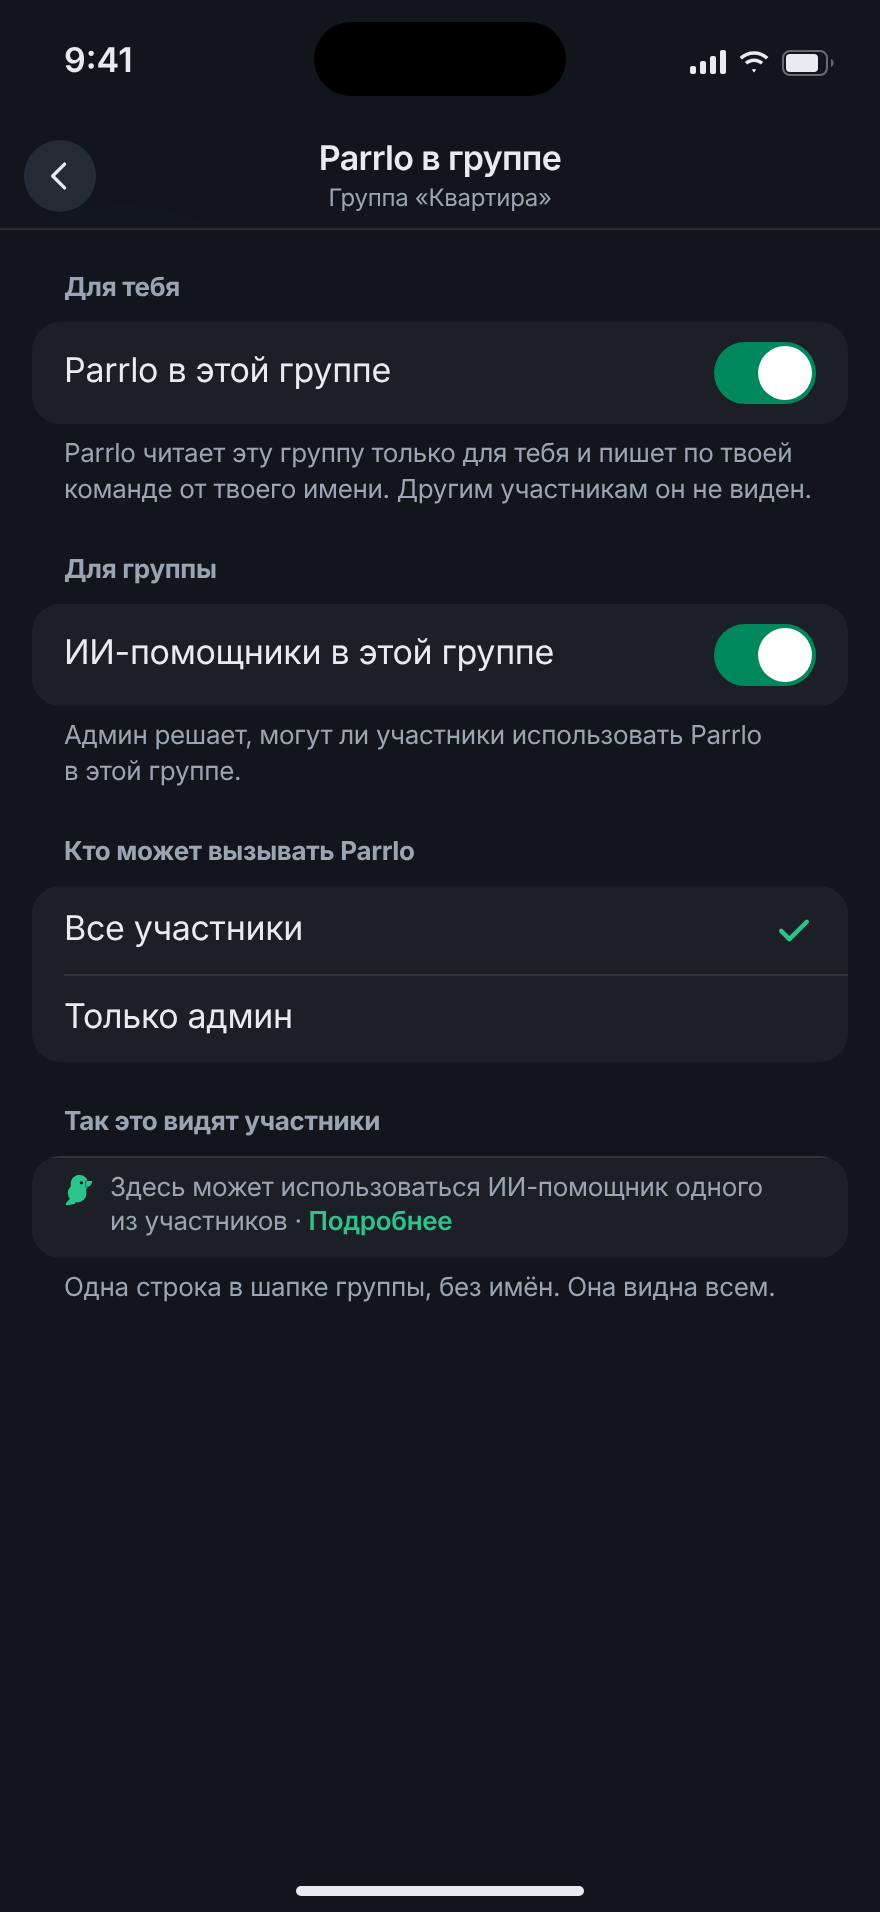 9:41
Parrlo в группе
Группа «Квартира»
Для тебя
Parrlo в этой группе
Parrlo читает эту группу только для тебя и пишет по твоей
команде от твоего имени. Другим участникам он не виден.
Для группы
ИИ-помощники в этой группе
Админ решает, могут ли участники использовать Parrlo
в этой группе.
Кто может вызывать Parrlo
Все участники
Только админ
Так это видят участники
Здесь может использоваться ИИ-помощник одного
из участников · Подробнее
Одна строка в шапке группы, без имён. Она видна всем.